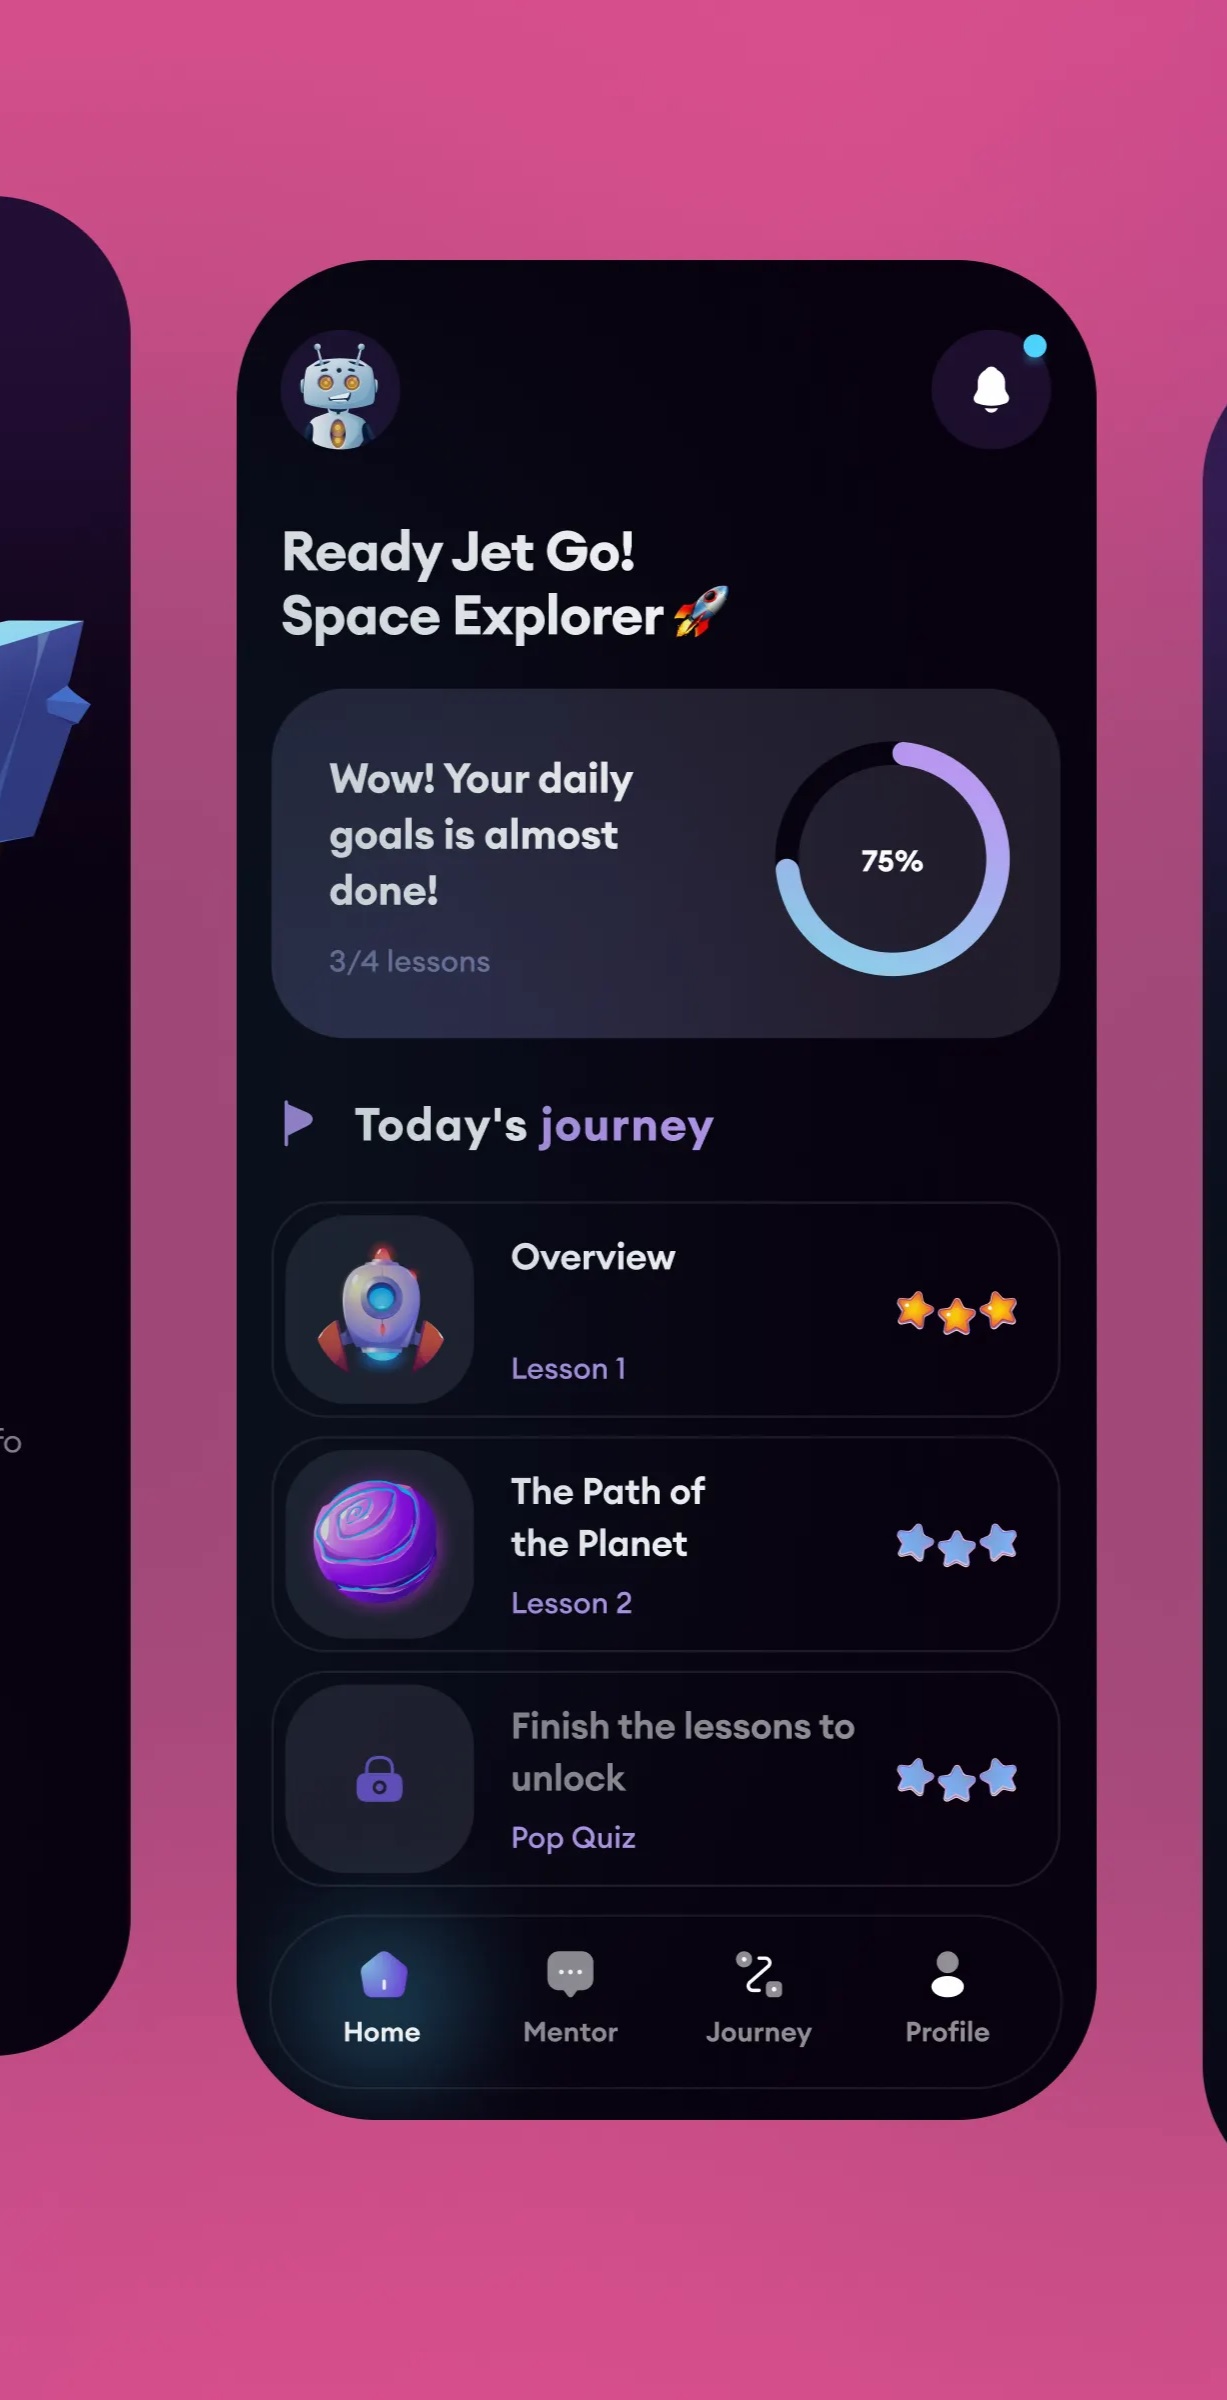 Ready Jet Go!
Space Explorer 🚀
Wow! Your daily
goals is almost
done!
3/4 lessons
75%
Today's journey
Overview
Lesson 1
The Path of
the Planet
Lesson 2
Finish the lessons to
unlock
Pop Quiz
Home
Mentor
Journey
Profile